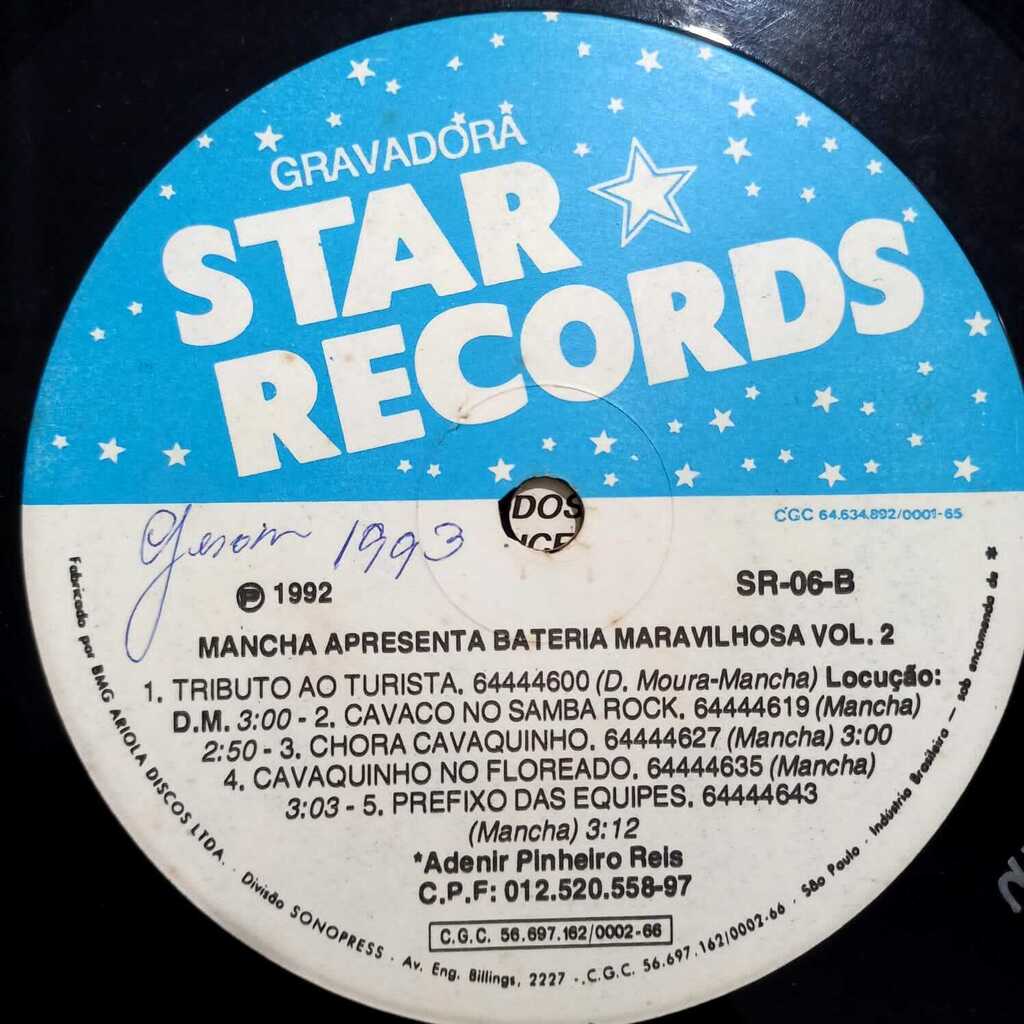 GRAVADORA
STAR
RECORDS
CGC 64.634.892/0001-65
DOS
1993
℗ 1992
SR-06-B
MANCHA APRESENTA BATERIA MARAVILHOSA VOL. 2
1. TRIBUTO AO TURISTA. 64444600 (D. Moura-Mancha) Locução:
D.M. 3:00 - 2. CAVACO NO SAMBA ROCK. 64444619 (Mancha)
2:50 - 3. CHORA CAVAQUINHO. 64444627 (Mancha) 3:00
4. CAVAQUINHO NO FLOREADO. 64444635 (Mancha)
3:03 - 5. PREFIXO DAS EQUIPES. 64444643
(Mancha) 3:12
*Adenir Pinheiro Reis
C.P.F: 012.520.558-97
C.G.C. 56.697.162/0002-66
Fabricado por BMG ARIOLA DISCOS LTDA. Divisão SONOPRESS · Av. Eng. Billings, 2227 - C.G.C. 56.697.162/0002-66 · São Paulo · Indústria Brasileira — sob encomenda de *